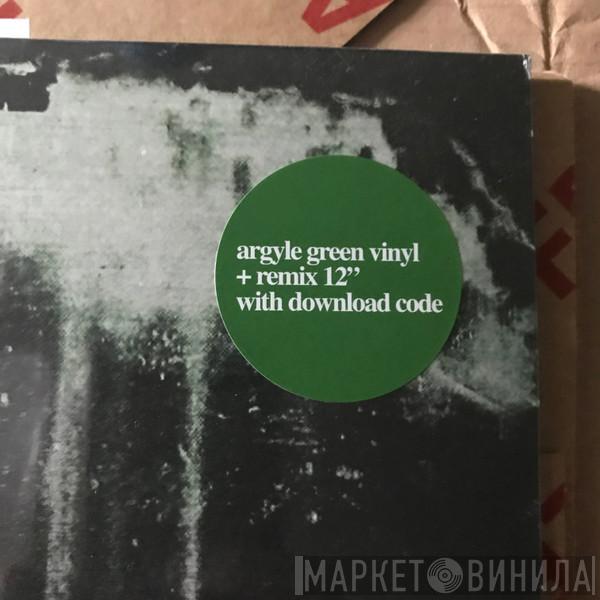 argyle green vinyl
+ remix 12”
with download code
МАРКЕТ ВИНИЛА